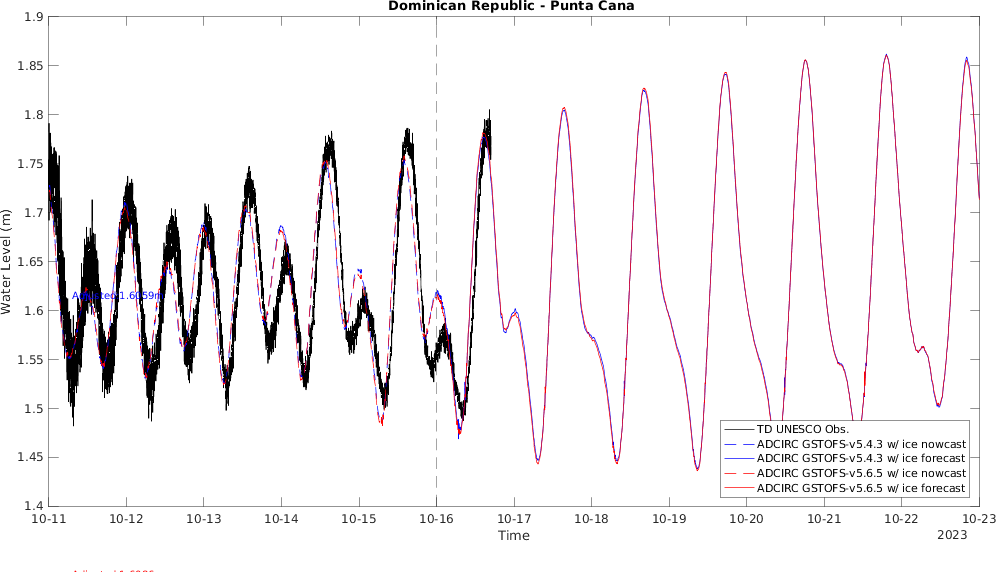 Dominican Republic - Punta Cana
1.9
1.85
1.8
1.75
1.7
1.65
1.6
1.55
1.5
1.45
1.4
Water Level (m)
Adjusted 1.6059m
TD UNESCO Obs.
ADCIRC GSTOFS-v5.4.3 w/ ice nowcast
ADCIRC GSTOFS-v5.4.3 w/ ice forecast
ADCIRC GSTOFS-v5.6.5 w/ ice nowcast
ADCIRC GSTOFS-v5.6.5 w/ ice forecast
10-11 10-12 10-13 10-14 10-15 10-16 10-17 10-18 10-19 10-20 10-21 10-22 10-23
Time
2023